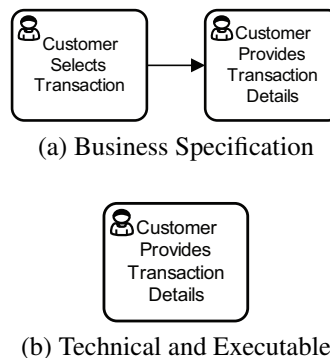 Customer
Selects
Transaction
Customer
Provides
Transaction
Details
(a) Business Specification
Customer
Provides
Transaction
Details
(b) Technical and Executable